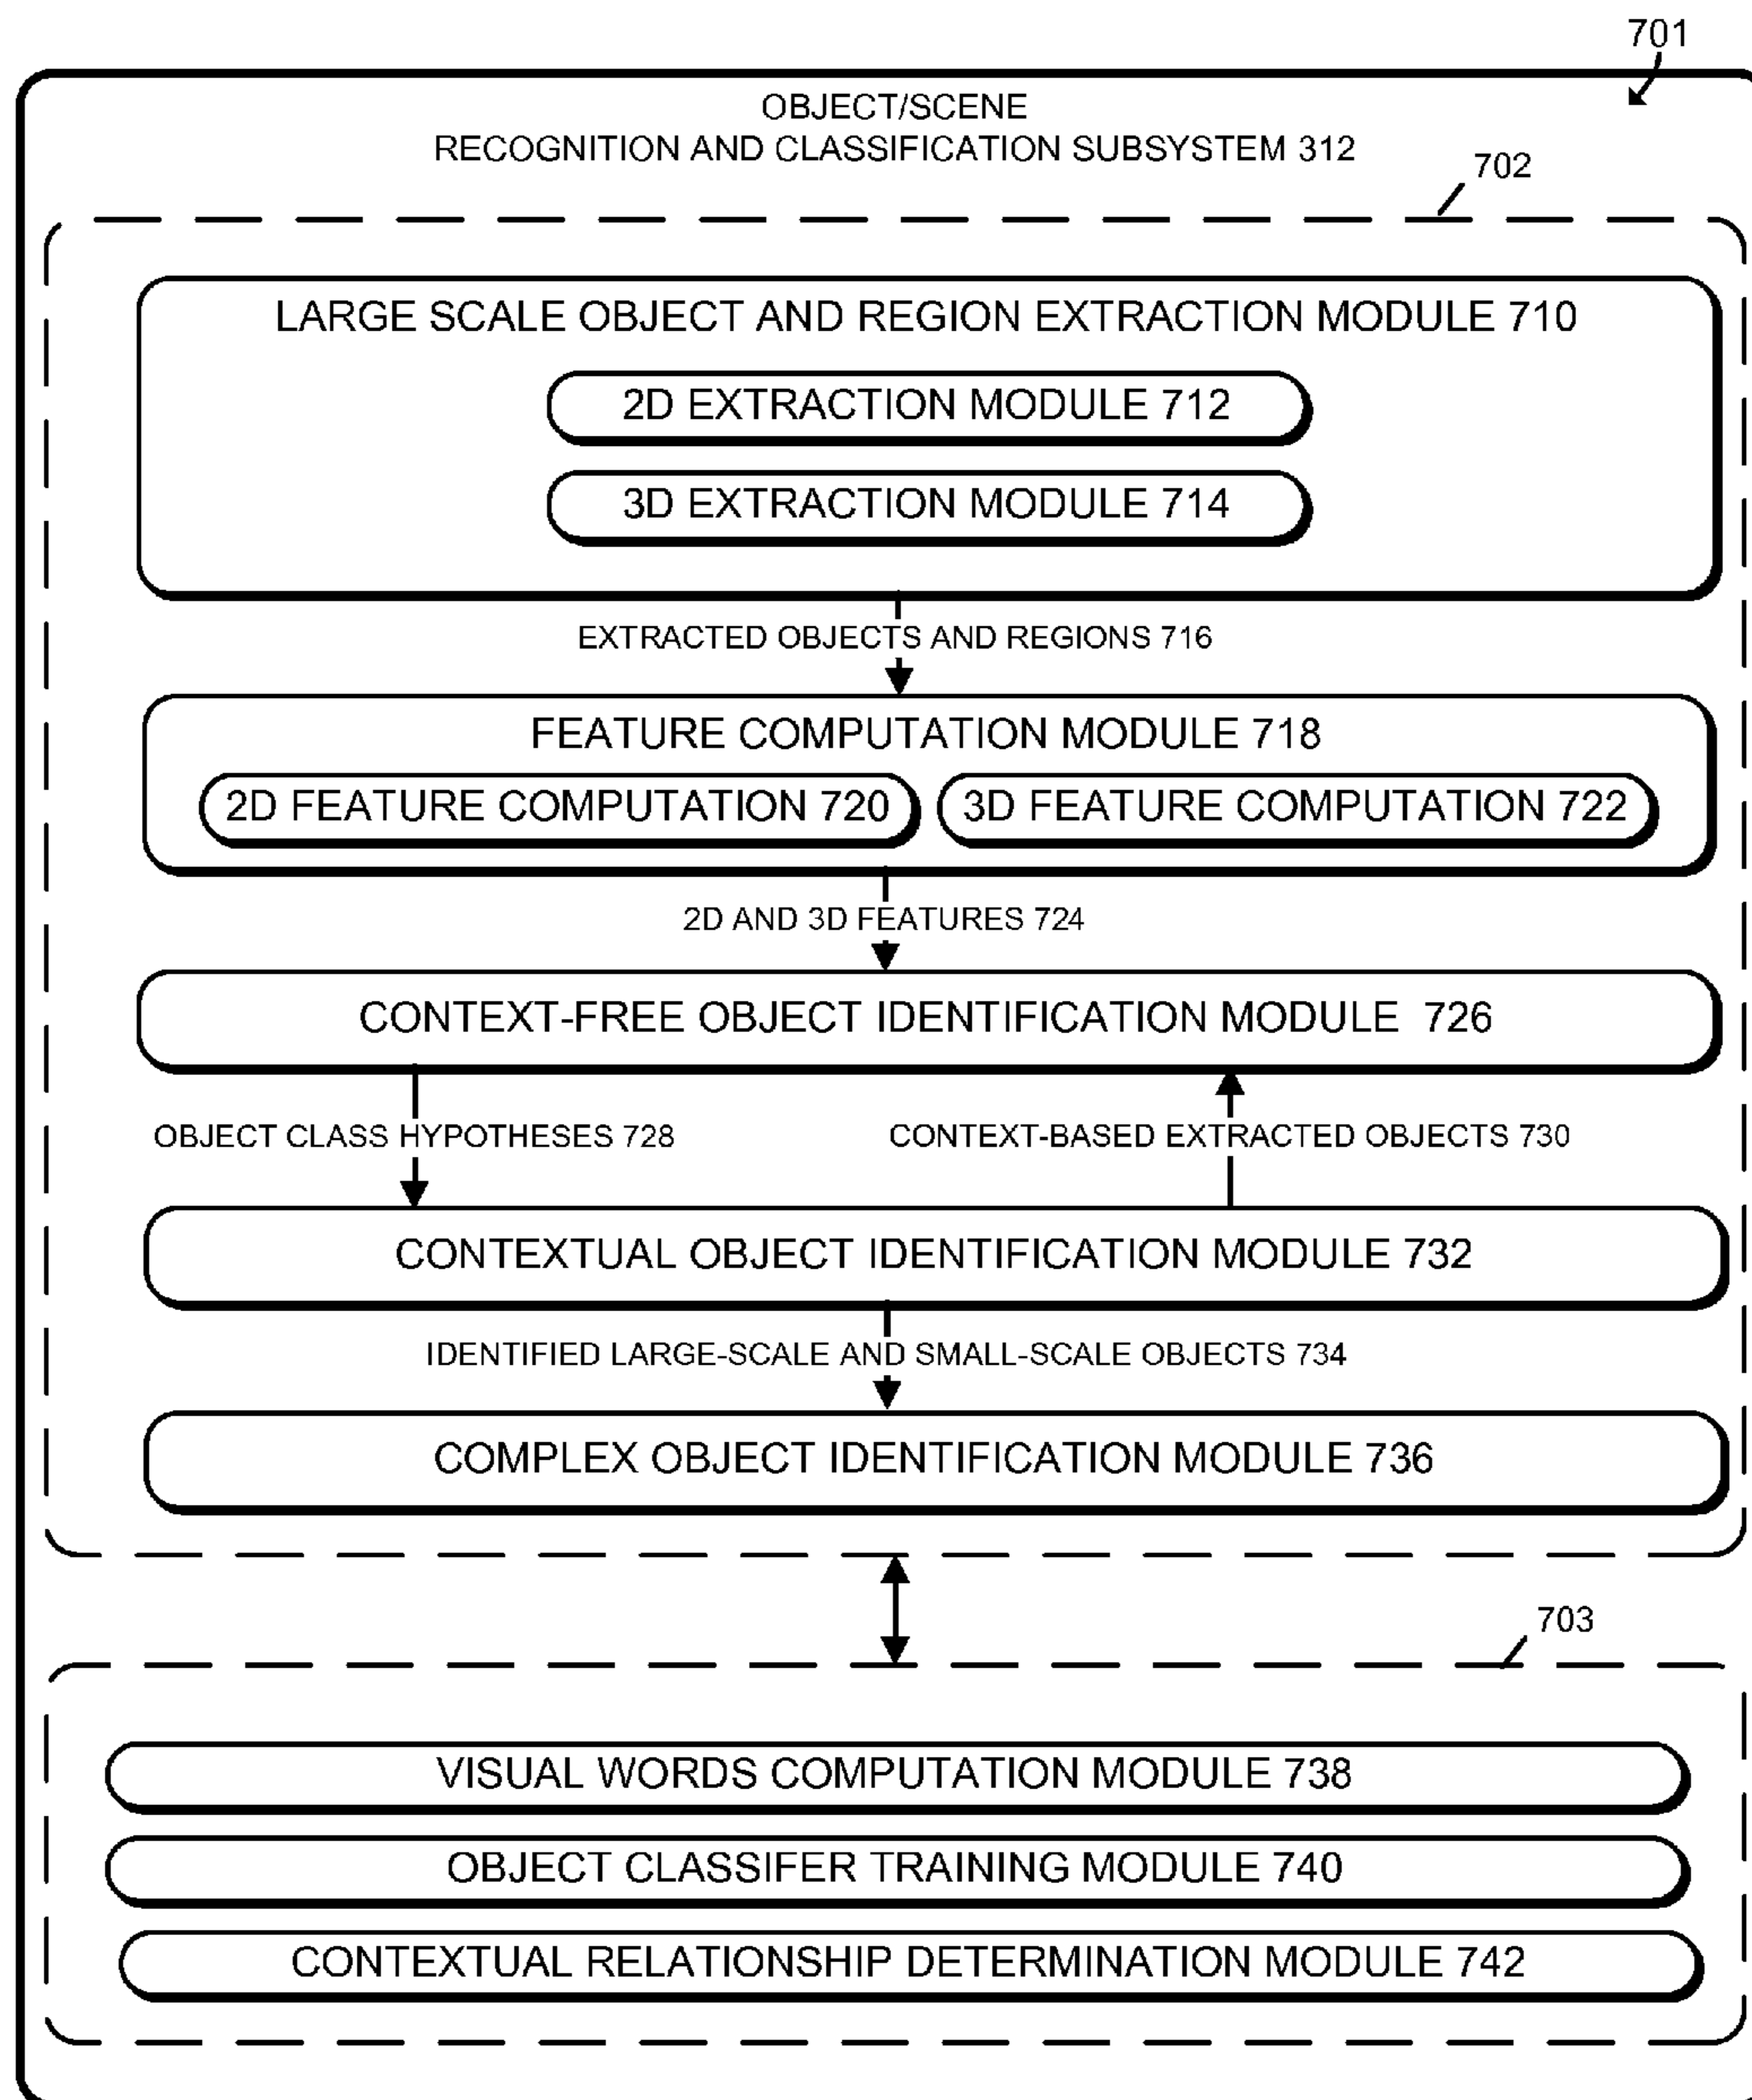 701
OBJECT/SCENE
RECOGNITION AND CLASSIFICATION SUBSYSTEM 312
702
LARGE SCALE OBJECT AND REGION EXTRACTION MODULE 710
2D EXTRACTION MODULE 712
3D EXTRACTION MODULE 714
EXTRACTED OBJECTS AND REGIONS 716
FEATURE COMPUTATION MODULE 718
2D FEATURE COMPUTATION 720
3D FEATURE COMPUTATION 722
2D AND 3D FEATURES 724
CONTEXT-FREE OBJECT IDENTIFICATION MODULE 726
OBJECT CLASS HYPOTHESES 728
CONTEXT-BASED EXTRACTED OBJECTS 730
CONTEXTUAL OBJECT IDENTIFICATION MODULE 732
IDENTIFIED LARGE-SCALE AND SMALL-SCALE OBJECTS 734
COMPLEX OBJECT IDENTIFICATION MODULE 736
703
VISUAL WORDS COMPUTATION MODULE 738
OBJECT CLASSIFER TRAINING MODULE 740
CONTEXTUAL RELATIONSHIP DETERMINATION MODULE 742